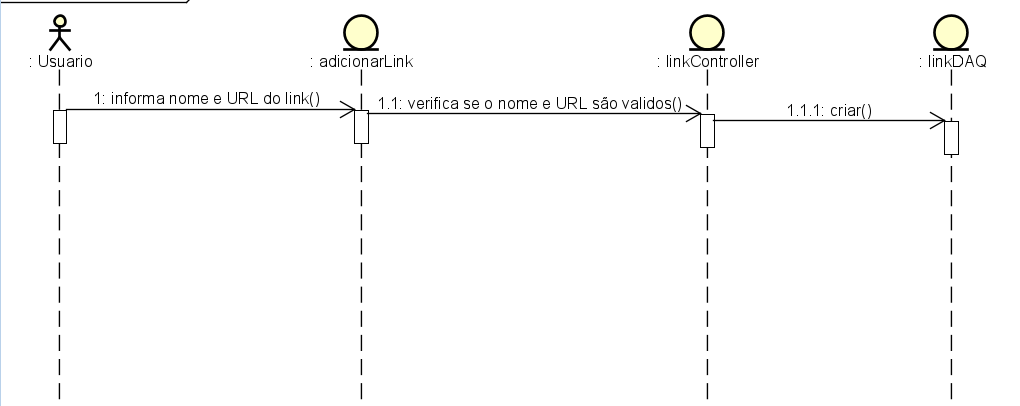 : Usuario
: adicionarLink
: linkController
: linkDAQ
1: informa nome e URL do link()
1.1: verifica se o nome e URL são validos()
1.1.1: criar()